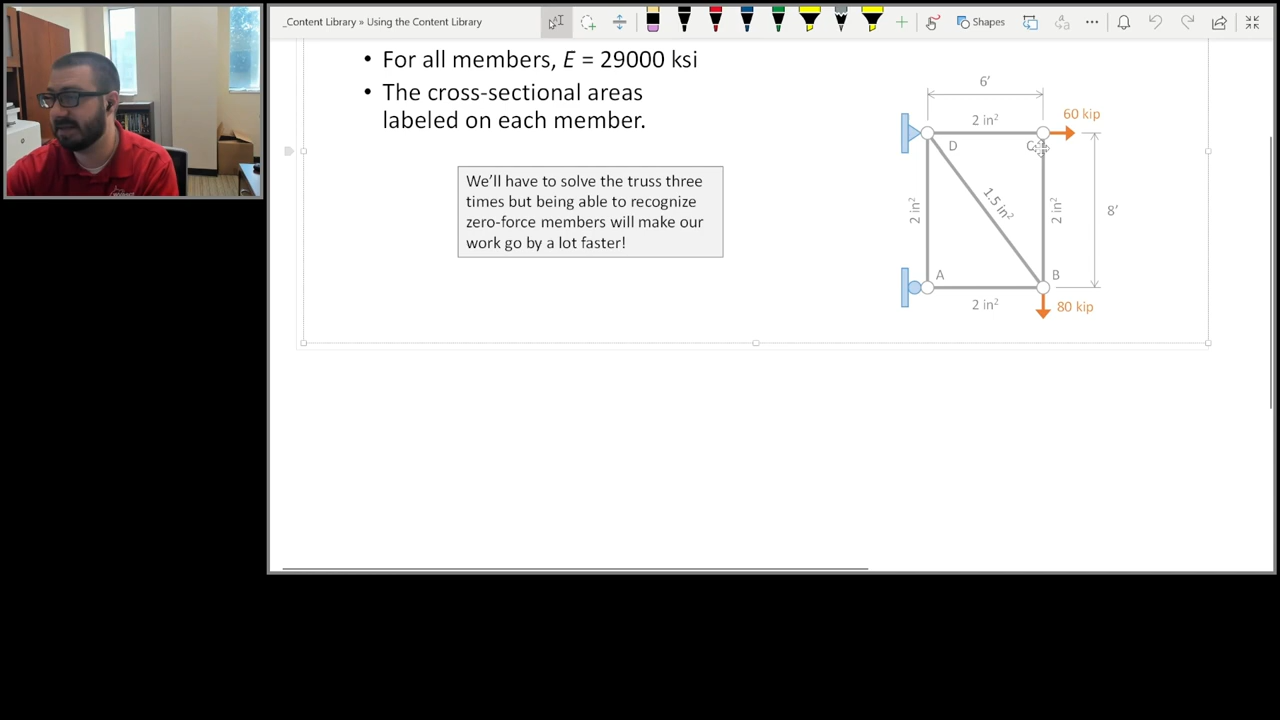 _Content Library » Using the Content Library
Shapes
• For all members, E = 29000 ksi
• The cross-sectional areas
labeled on each member.
We'll have to solve the truss three
times but being able to recognize
zero-force members will make our
work go by a lot faster!
6'
60 kip
2 in²
D
C
1.5 in²
2 in²
2 in²
8'
A
B
2 in²
80 kip